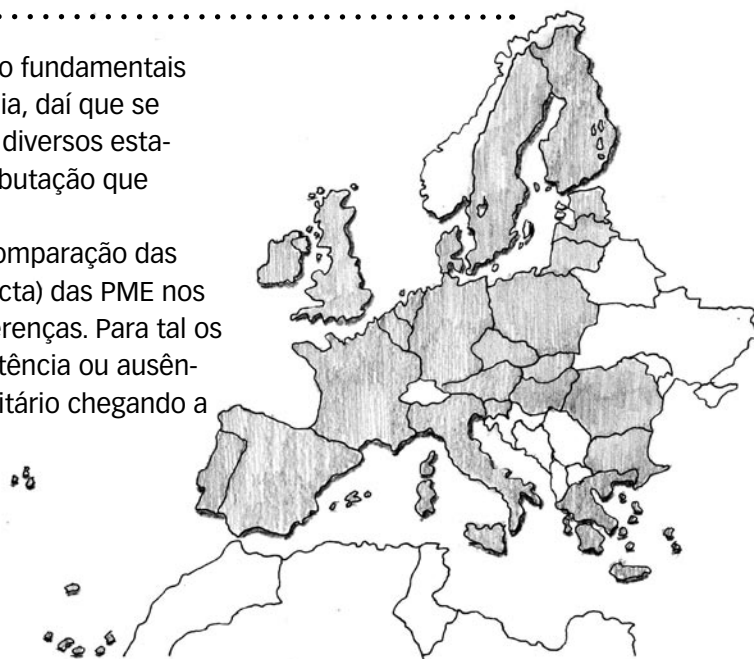 o fundamentais
ia, daí que se
diversos esta-
butação que
omparação das
cta) das PME nos
erenças. Para tal os
tência ou ausên-
itário chegando a